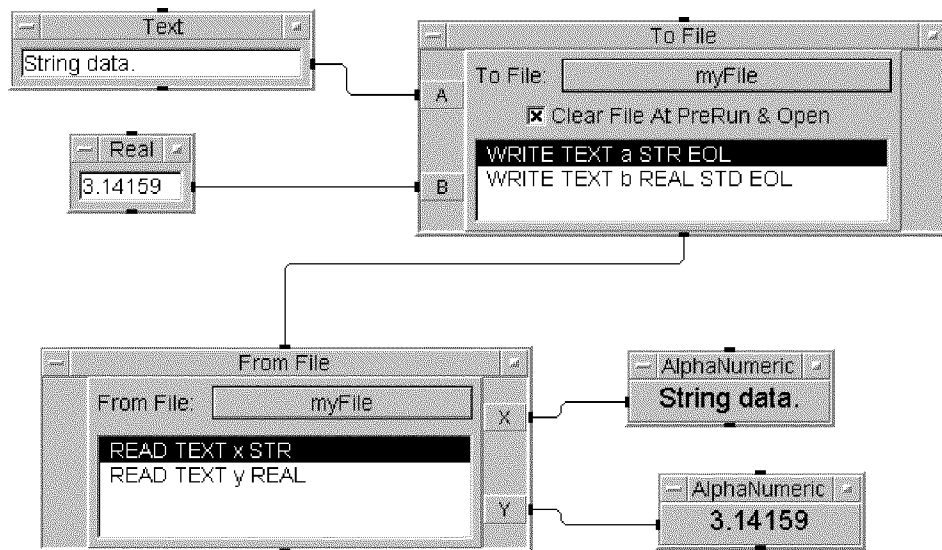 Text
String data.
To File
To File: myFile
A
Clear File At PreRun & Open
Real
3.14159
WRITE TEXT a STR EOL
B
WRITE TEXT b REAL STD EOL
From File
From File: myFile
X
READ TEXT x STR
READ TEXT y REAL
Y
AlphaNumeric
String data.
AlphaNumeric
3.14159